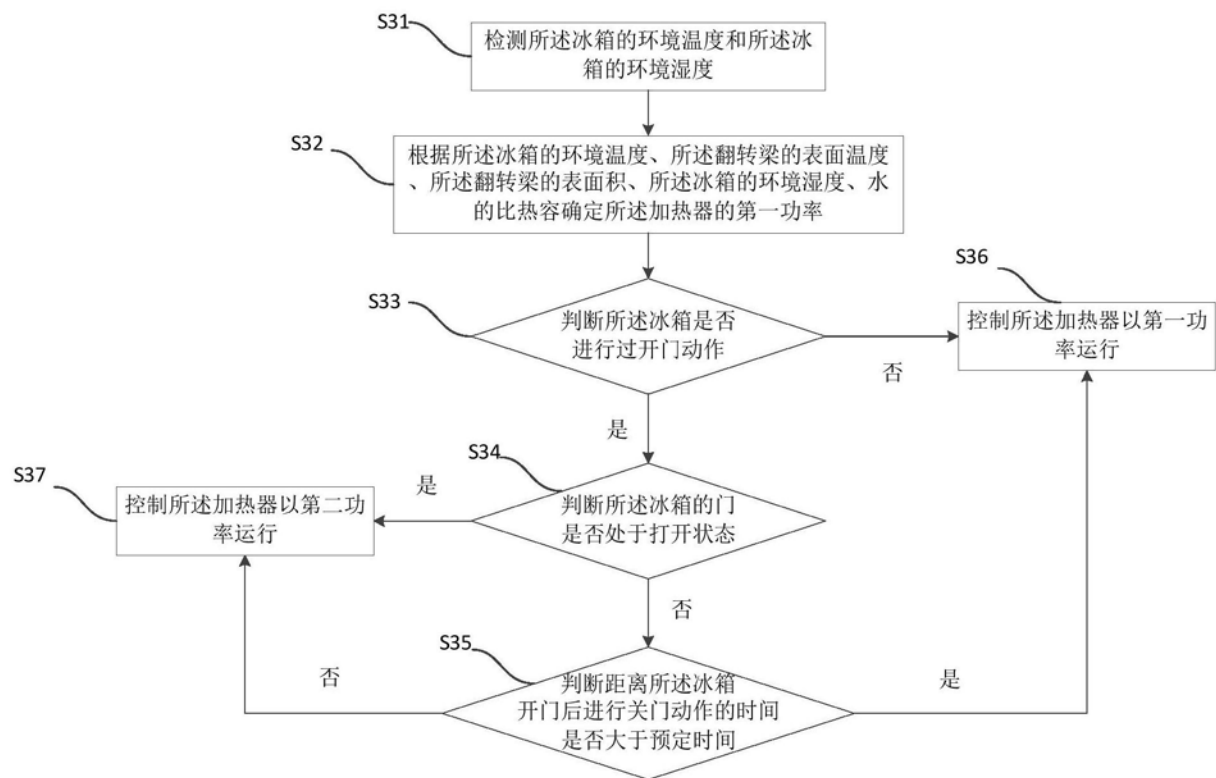 S31
检测所述冰箱的环境温度和所述冰
箱的环境湿度
S32
根据所述冰箱的环境温度、所述翻转梁的表面温度
、所述翻转梁的表面积、所述冰箱的环境湿度、水
的比热容确定所述加热器的第一功率
S33
判断所述冰箱是否
进行过开门动作
否
S36
控制所述加热器以第一功
率运行
是
S34
判断所述冰箱的门
是否处于打开状态
是
S37
控制所述加热器以第二功
率运行
否
S35
判断距离所述冰箱
开门后进行关门动作的时间
是否大于预定时间
否
是